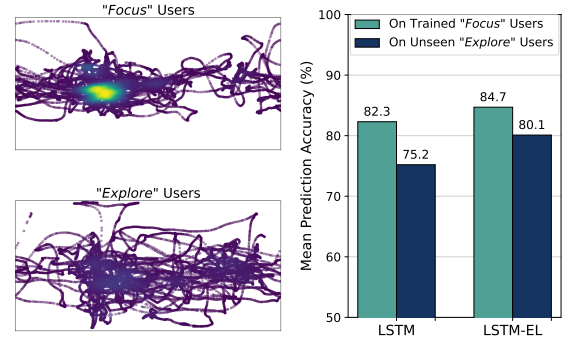 "Focus" Users
"Explore" Users
Mean Prediction Accuracy (%)
100
90
80
70
60
50
On Trained "Focus" Users
On Unseen "Explore" Users
82.3
75.2
84.7
80.1
LSTM
LSTM-EL